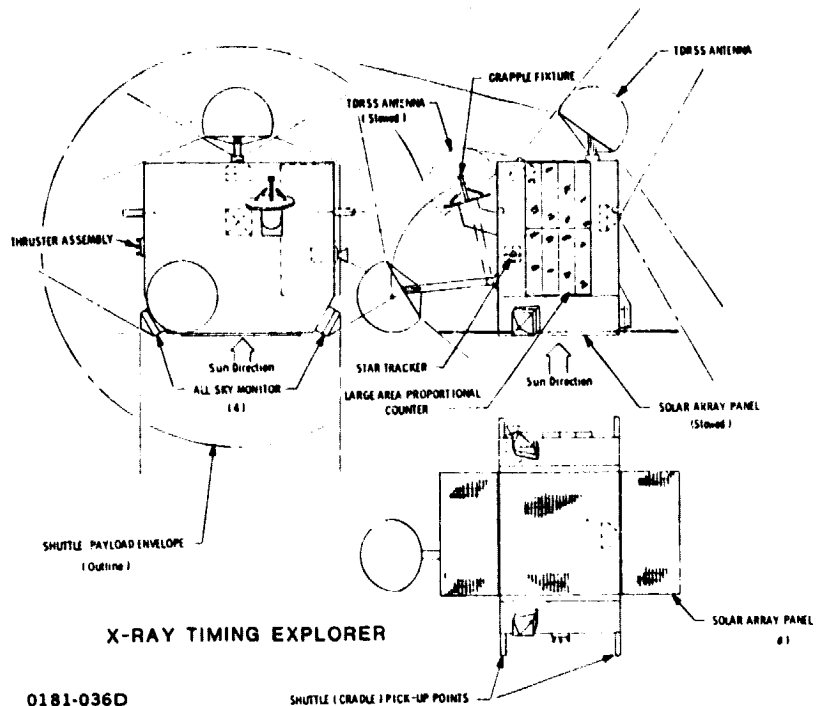 TDRSS ANTENNA
GRAPPLE FIXTURE
TDRSS ANTENNA
(Stowed)
THRUSTER ASSEMBLY
Sun Direction
ALL SKY MONITOR
(4)
STAR TRACKER
LARGE AREA PROPORTIONAL
COUNTER
Sun Direction
SOLAR ARRAY PANEL
(Stowed)
SHUTTLE PAYLOAD ENVELOPE
(Outline)
X-RAY TIMING EXPLORER
SOLAR ARRAY PANEL
0181-036D
SHUTTLE (CRADLE) PICK-UP POINTS